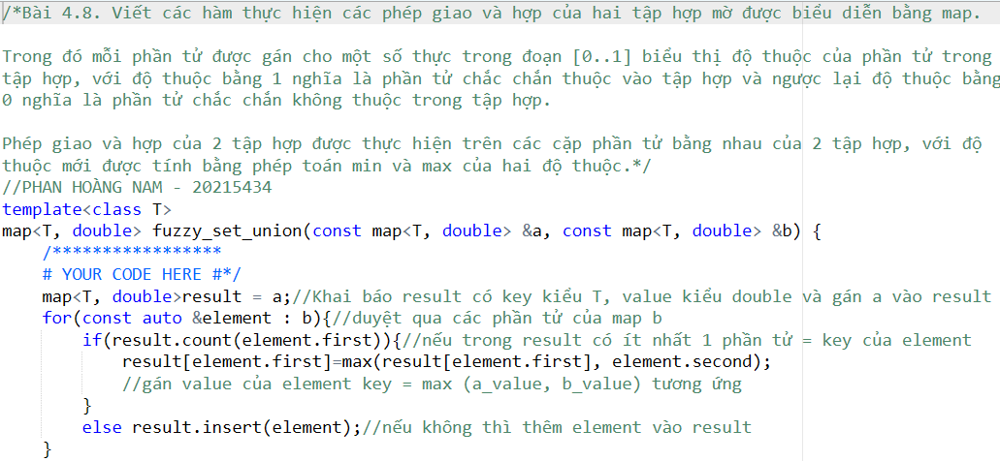 /*Bài 4.8. Viết các hàm thực hiện các phép giao và hợp của hai tập hợp mờ được biểu diễn bằng map.
Trong đó mỗi phần tử được gán cho một số thực trong đoạn [0..1] biểu thị độ thuộc của phần tử trong
tập hợp, với độ thuộc bằng 1 nghĩa là phần tử chắc chắn thuộc vào tập hợp và ngược lại độ thuộc bằng
0 nghĩa là phần tử chắc chắn không thuộc trong tập hợp.
Phép giao và hợp của 2 tập hợp được thực hiện trên các cặp phần tử bằng nhau của 2 tập hợp, với độ
thuộc mới được tính bằng phép toán min và max của hai độ thuộc.*/
//PHAN HOÀNG NAM - 20215434
template<class T>
map<T, double> fuzzy_set_union(const map<T, double> &a, const map<T, double> &b) {
    /*****************
    # YOUR CODE HERE #*/
    map<T, double>result = a;//Khai báo result có key kiểu T, value kiểu double và gán a vào result
    for(const auto &element : b){//duyệt qua các phần tử của map b
        if(result.count(element.first)){//nếu trong result có ít nhất 1 phần tử = key của element
            result[element.first]=max(result[element.first], element.second);
            //gán value của element key = max (a_value, b_value) tương ứng
        }
        else result.insert(element);//nếu không thì thêm element vào result
    }